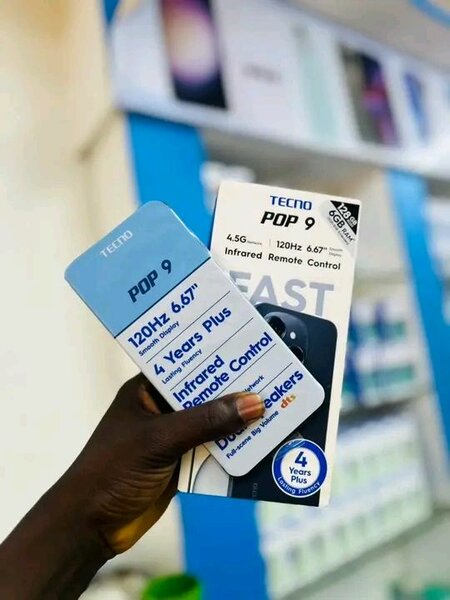 TECNO
POP 9
128GB
6GB RAM*
4.5G Network
120Hz 6.67" Smooth Display
Infrared Remote Control
FAST
4
Years
Plus
Lasting Fluency
TECNO
POP 9
120Hz 6.67"
Smooth Display
4 Years Plus
Lasting Fluency
Infrared
Remote Control
Network
Full-scene Big Volume dts